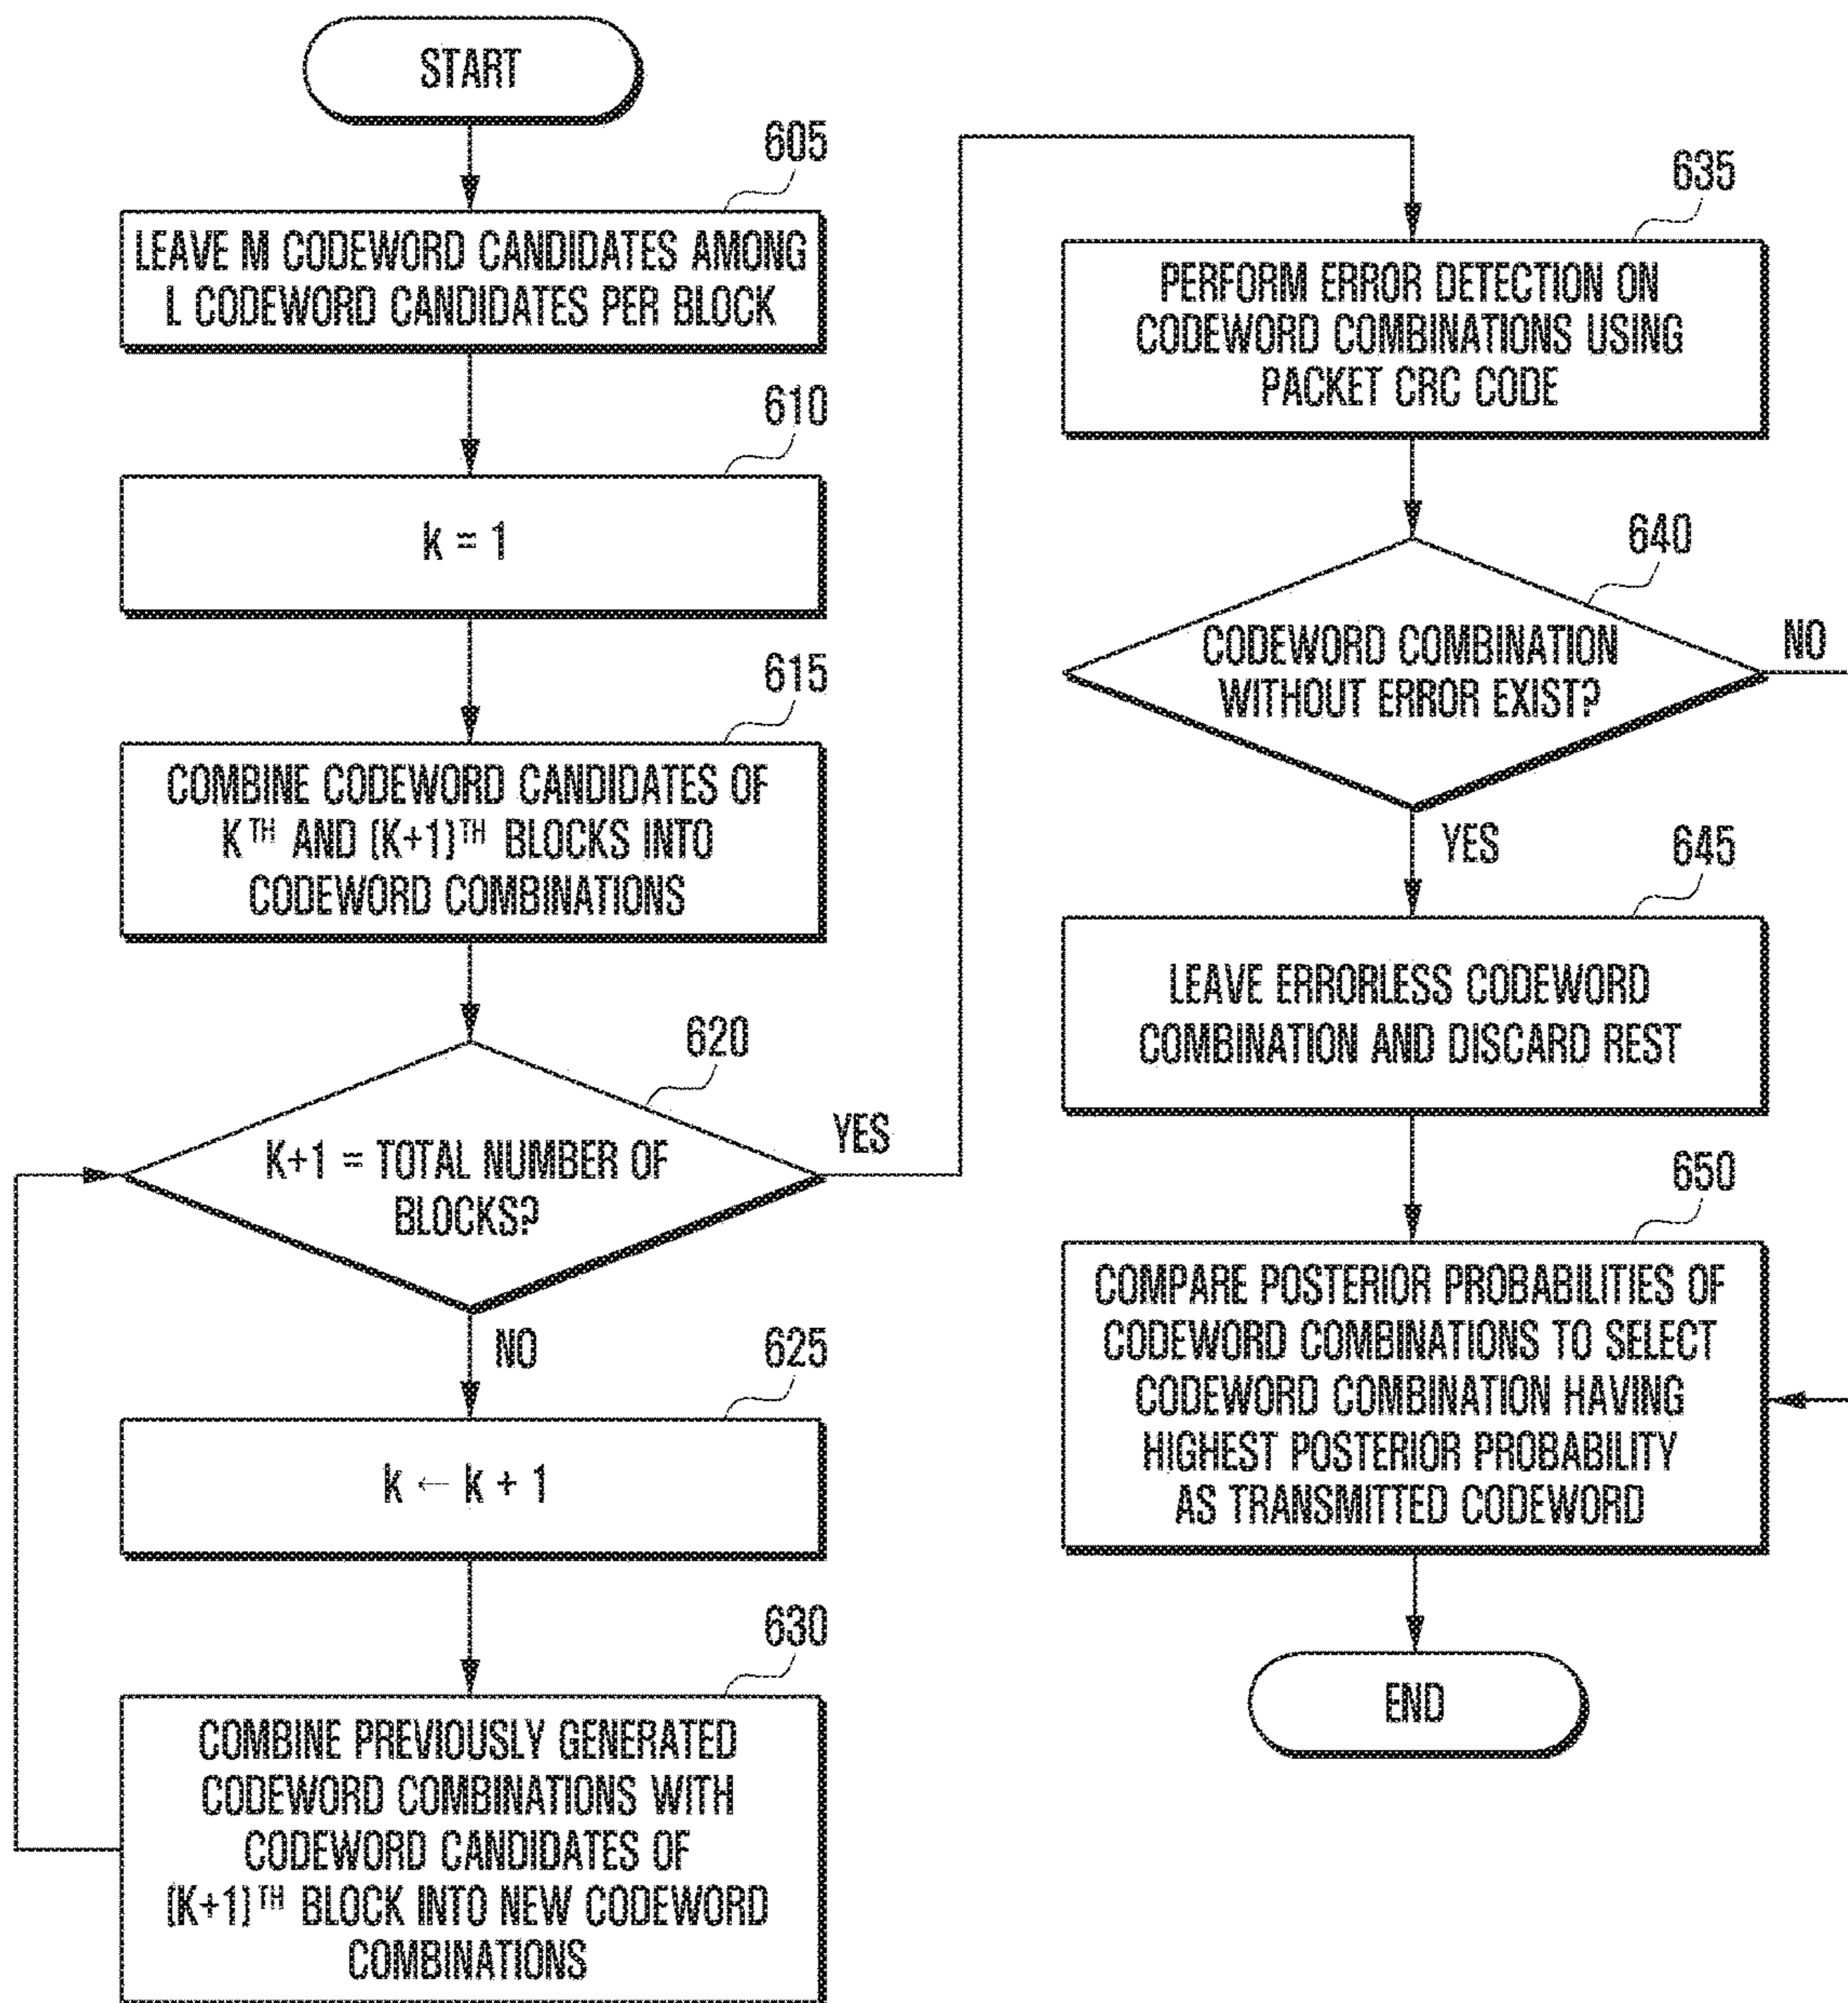 START
605
LEAVE M CODEWORD CANDIDATES AMONG
L CODEWORD CANDIDATES PER BLOCK
610
k = 1
615
COMBINE CODEWORD CANDIDATES OF
K TH AND (K+1) TH BLOCKS INTO
CODEWORD COMBINATIONS
620
K+1 = TOTAL NUMBER OF
BLOCKS?
YES
NO
625
k ← k + 1
630
COMBINE PREVIOUSLY GENERATED
CODEWORD COMBINATIONS WITH
CODEWORD CANDIDATES OF
(K+1) TH BLOCK INTO NEW CODEWORD
COMBINATIONS
635
PERFORM ERROR DETECTION ON
CODEWORD COMBINATIONS USING
PACKET CRC CODE
640
CODEWORD COMBINATION
WITHOUT ERROR EXIST?
NO
YES
645
LEAVE ERRORLESS CODEWORD
COMBINATION AND DISCARD REST
650
COMPARE POSTERIOR PROBABILITIES OF
CODEWORD COMBINATIONS TO SELECT
CODEWORD COMBINATION HAVING
HIGHEST POSTERIOR PROBABILITY
AS TRANSMITTED CODEWORD
END